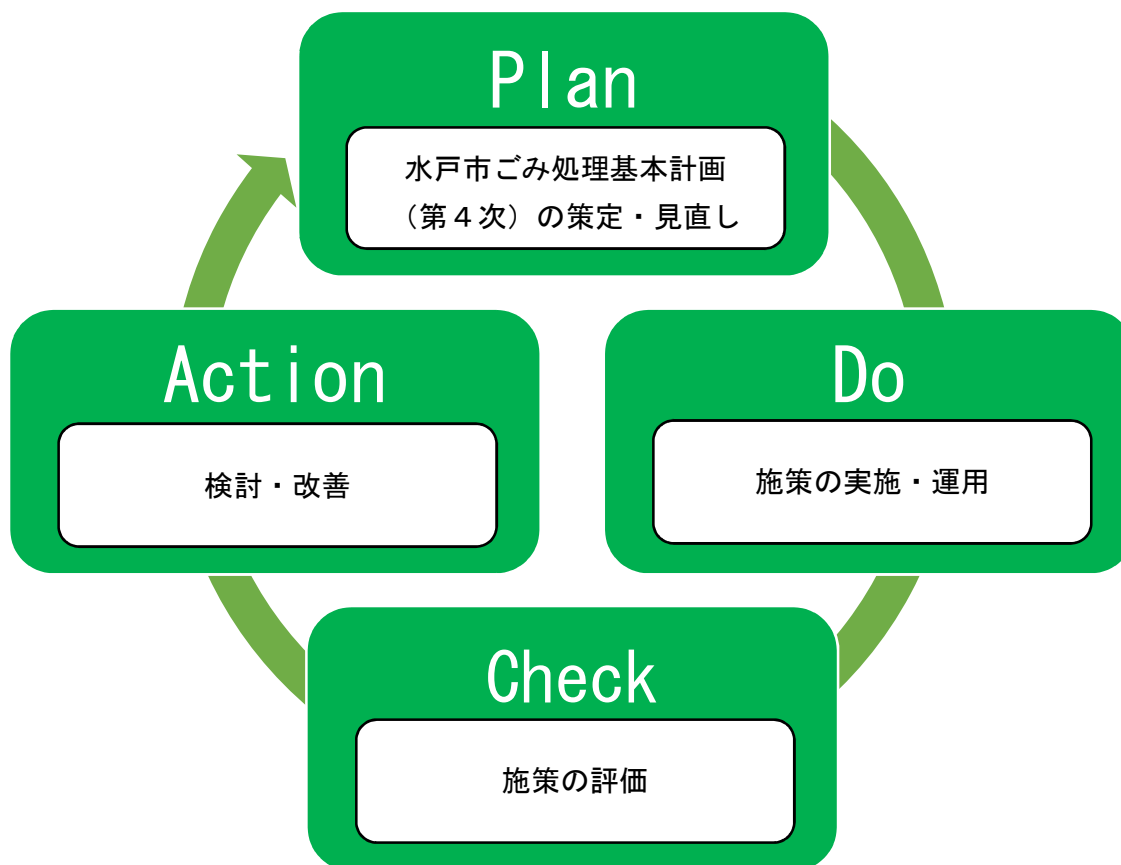 Plan
水戸市ごみ処理基本計画
（第４次）の策定・見直し
Action
検討・改善
Do
施策の実施・運用
Check
施策の評価